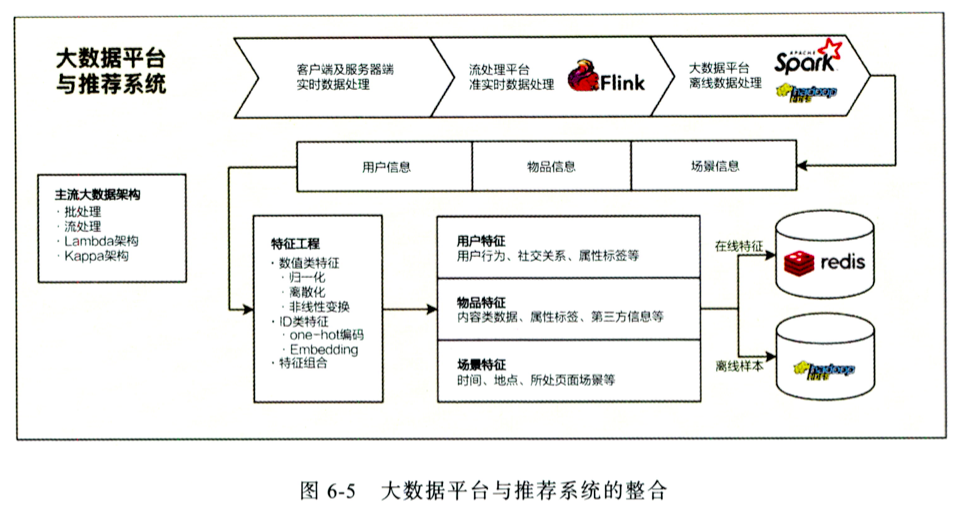 大数据平台
与推荐系统
客户端及服务器端
实时数据处理
流处理平台
准实时数据处理
Flink
大数据平台
离线数据处理
APACHE
Spark
hadoop
用户信息
物品信息
场景信息
主流大数据架构
· 批处理
· 流处理
· Lambda架构
· Kappa架构
特征工程
· 数值类特征
· 归一化
· 离散化
· 非线性变换
· ID类特征
· one-hot编码
· Embedding
· 特征组合
用户特征
用户行为、社交关系、属性标签等
物品特征
内容类数据、属性标签、第三方信息等
场景特征
时间、地点、所处页面场景等
在线特征
redis
离线样本
hadoop
图 6-5 大数据平台与推荐系统的整合